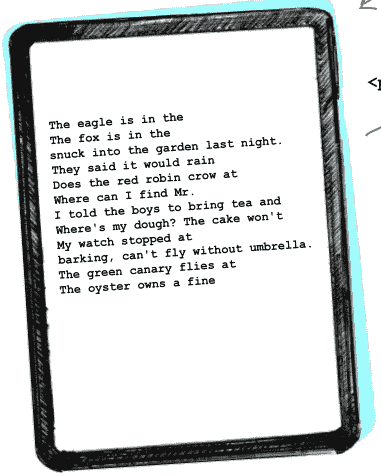 The eagle is in the
The fox is in the
snuck into the garden last night.
They said it would rain
Does the red robin crow at
Where can I find Mr.
I told the boys to bring tea and
Where's my dough? The cake won't
My watch stopped at
barking, can't fly without umbrella.
The green canary flies at
The oyster owns a fine